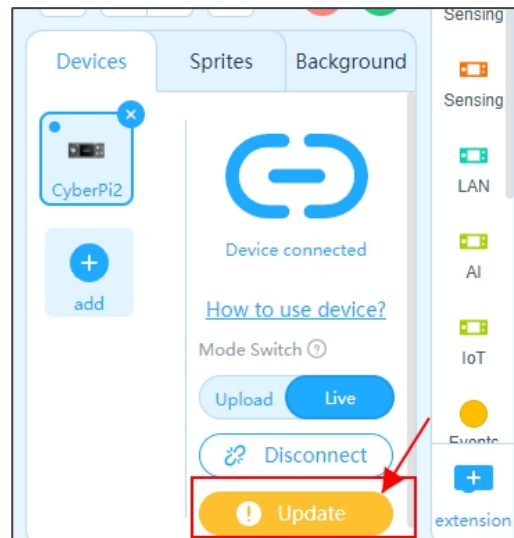 Devices
Sprites
Background
CyberPi2
add
Device connected
How to use device?
Mode Switch ?
Upload
Live
Disconnect
! Update
Sensing
Sensing
LAN
AI
IoT
Events
extension